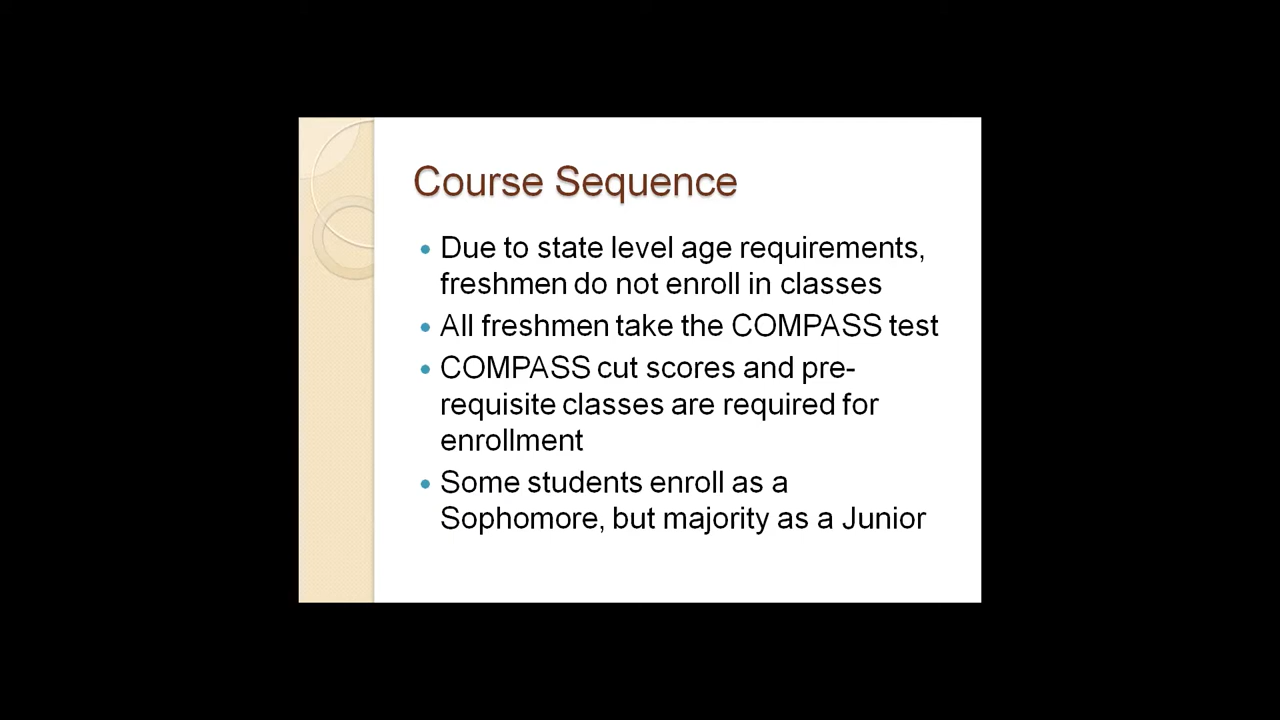 Course Sequence
Due to state level age requirements,
freshmen do not enroll in classes
All freshmen take the COMPASS test
COMPASS cut scores and pre-
requisite classes are required for
enrollment
Some students enroll as a
Sophomore, but majority as a Junior